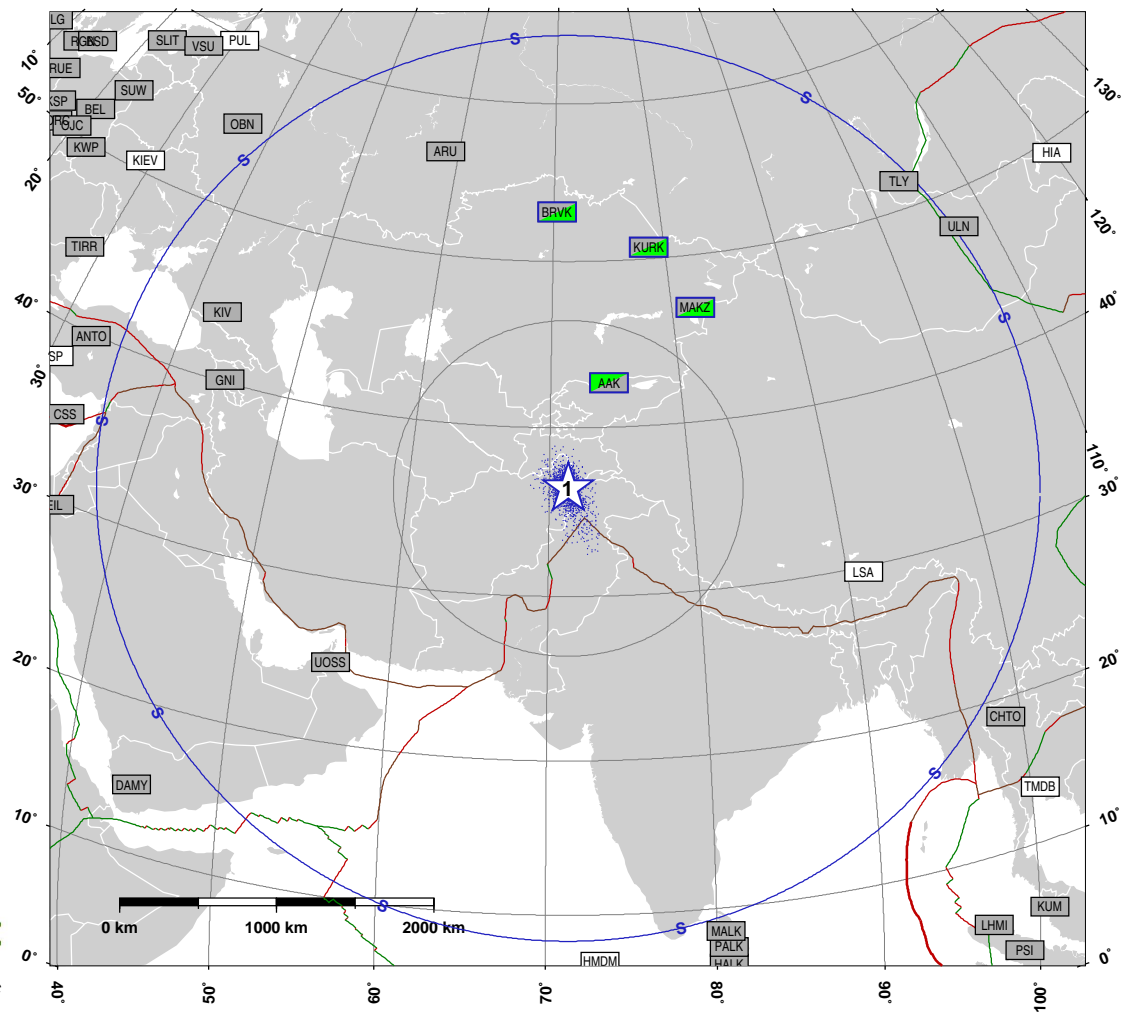 LG
RGN
BSD
SLIT
VSU
PUL
10°
RUE
50°
KSP
SUW
BEL
OJC
KWP
OBN
ARU
KIEV
20°
130°
HIA
TLY
ULN
120°
BRVK
KURK
MAKZ
AAK
TIRR
KIV
40°
ANTO
SP
GNI
30°
CSS
40°
S
S
S
S
S
S
S
S
S
110°
30°
30°
EIL
1
LSA
20°
UOSS
20°
CHTO
DAMY
TMDB
10°
10°
0 km
1000 km
2000 km
KUM
MALK
LHMI
PALK
PSI
HMDM
HALK
0°
0°
40°
50°
60°
70°
80°
90°
100°